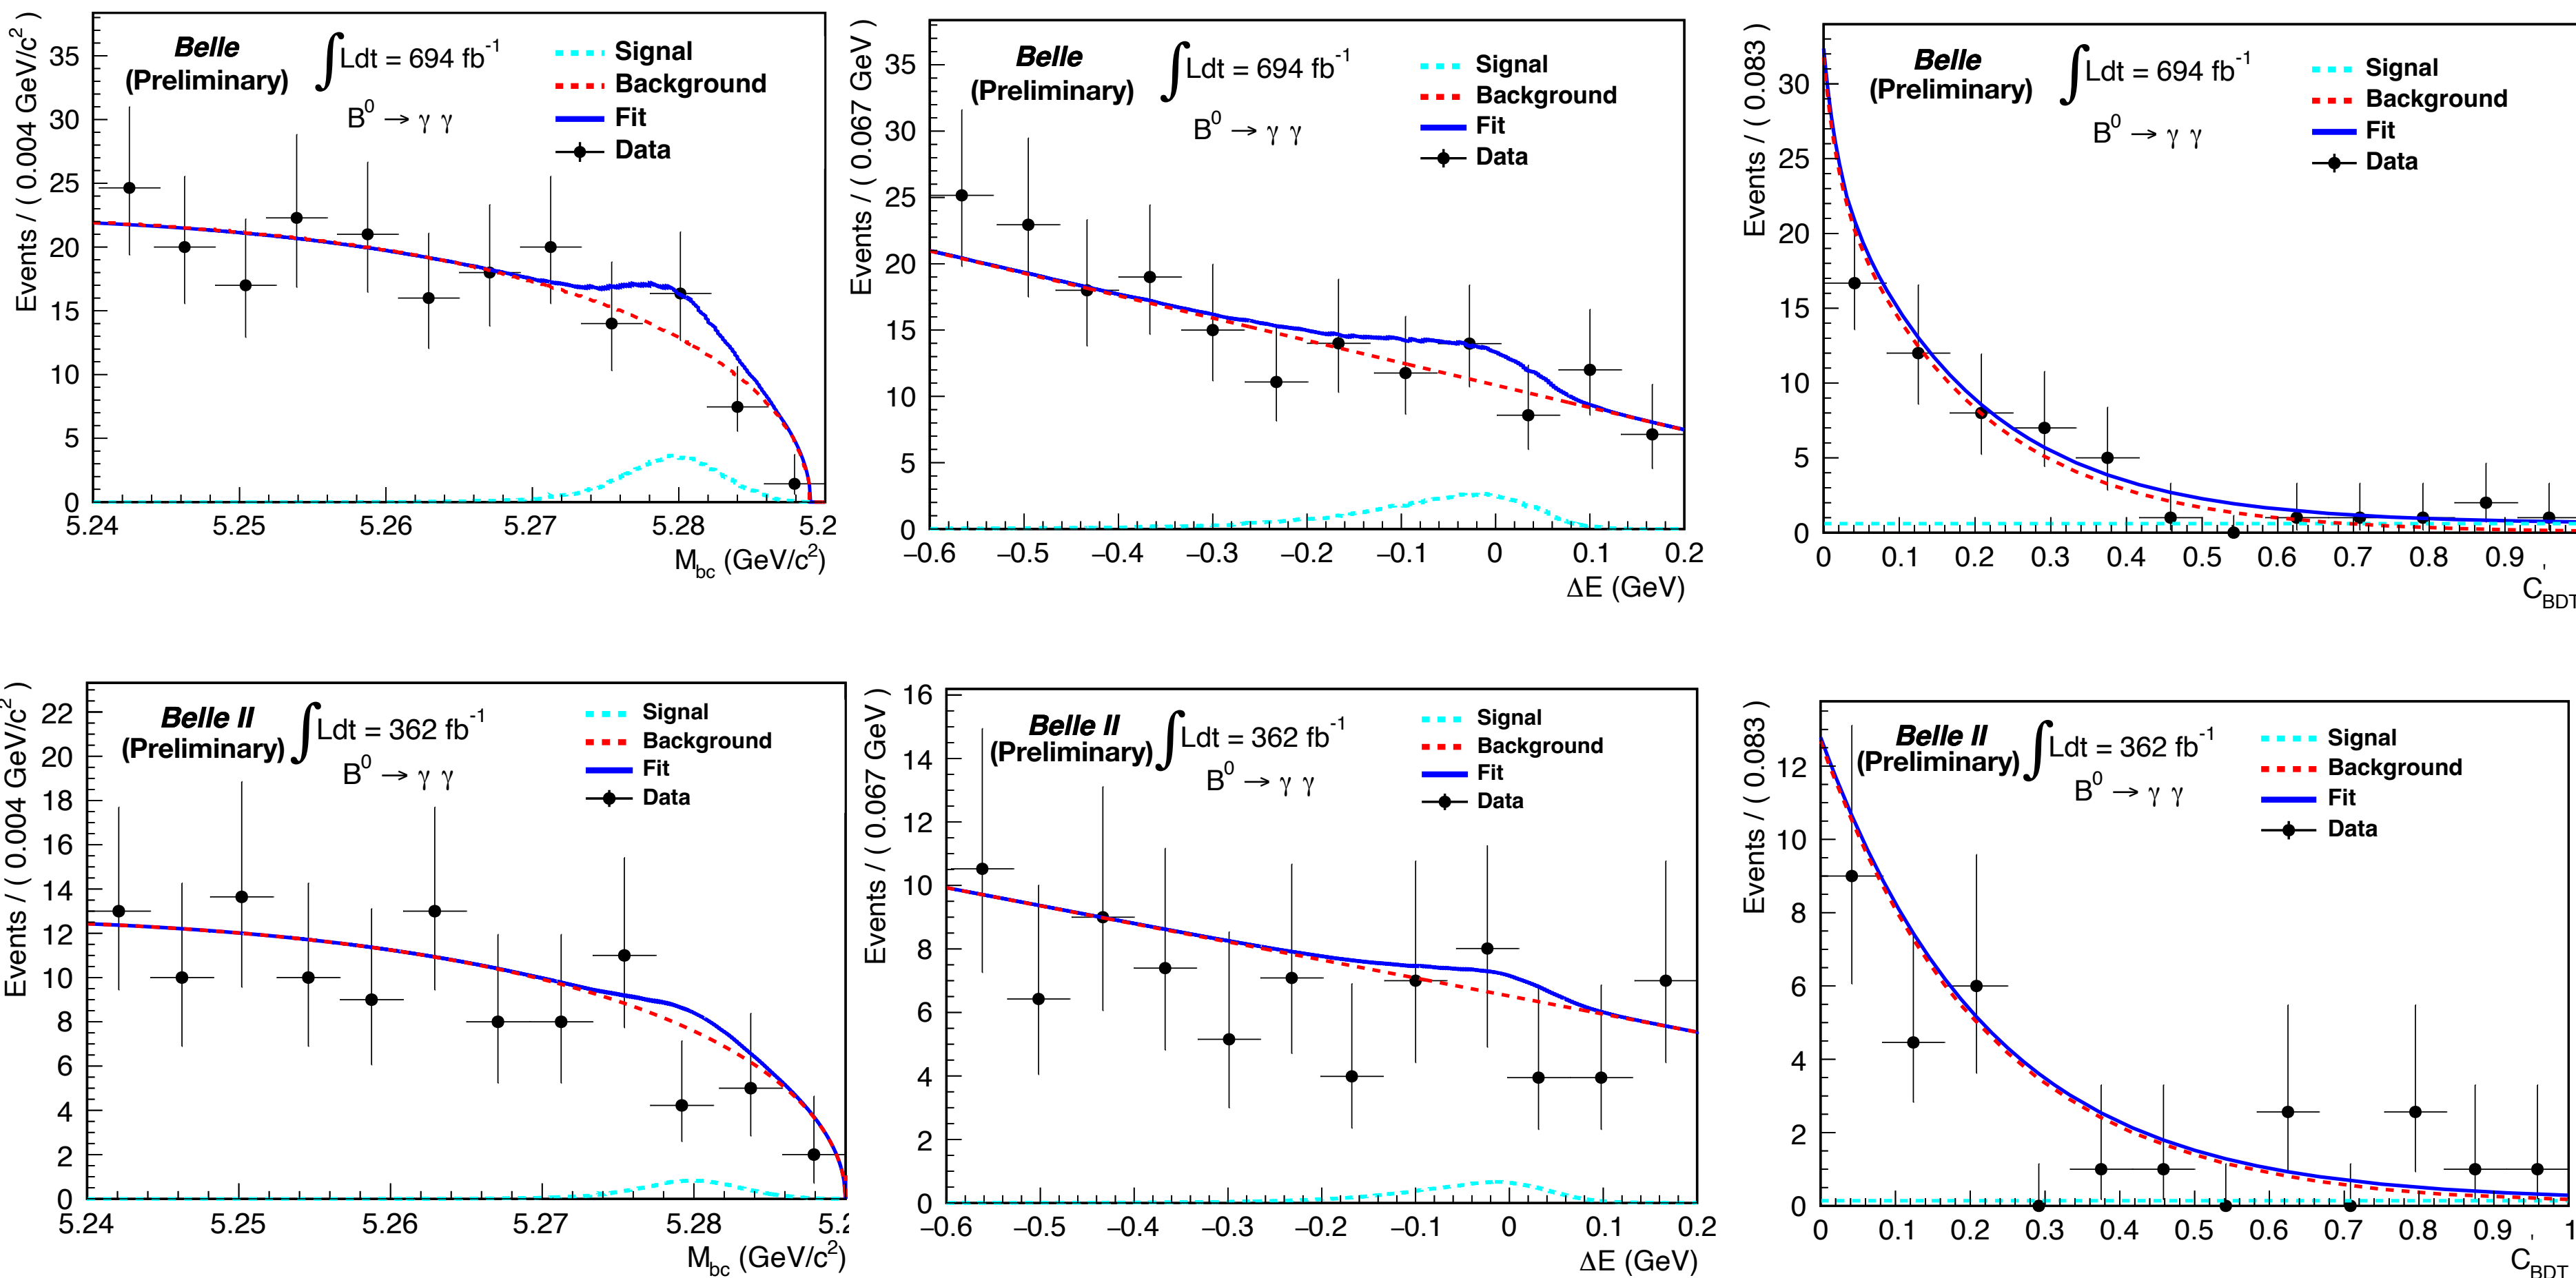 Events / ( 0.004 GeV/c²)
35
30
25
20
15
10
5
0
Belle
(Preliminary)
∫Ldt = 694 fb⁻¹
B⁰ → γ γ
Signal
Background
Fit
Data
5.24 5.25 5.26 5.27 5.28 5.2
M_bc (GeV/c²)
Events / ( 0.067 GeV )
35
30
25
20
15
10
5
0
Belle
(Preliminary)
∫Ldt = 694 fb⁻¹
B⁰ → γ γ
Signal
Background
Fit
Data
−0.6 −0.5 −0.4 −0.3 −0.2 −0.1 0 0.1 0.2
ΔE (GeV)
Events / ( 0.083 )
30
25
20
15
10
5
0
Belle
(Preliminary)
∫Ldt = 694 fb⁻¹
B⁰ → γ γ
Signal
Background
Fit
Data
0 0.1 0.2 0.3 0.4 0.5 0.6 0.7 0.8 0.9
C'_BDT
Events / ( 0.004 GeV/c²)
22
20
18
16
14
12
10
8
6
4
2
0
Belle II
(Preliminary)
∫Ldt = 362 fb⁻¹
B⁰ → γ γ
Signal
Background
Fit
Data
5.24 5.25 5.26 5.27 5.28 5.2
M_bc (GeV/c²)
Events / ( 0.067 GeV )
16
14
12
10
8
6
4
2
0
Belle II
(Preliminary)
∫Ldt = 362 fb⁻¹
B⁰ → γ γ
Signal
Background
Fit
Data
−0.6 −0.5 −0.4 −0.3 −0.2 −0.1 0 0.1 0.2
ΔE (GeV)
Events / ( 0.083 )
12
10
8
6
4
2
0
Belle II
(Preliminary)
∫Ldt = 362 fb⁻¹
B⁰ → γ γ
Signal
Background
Fit
Data
0 0.1 0.2 0.3 0.4 0.5 0.6 0.7 0.8 0.9 1
C'_BDT